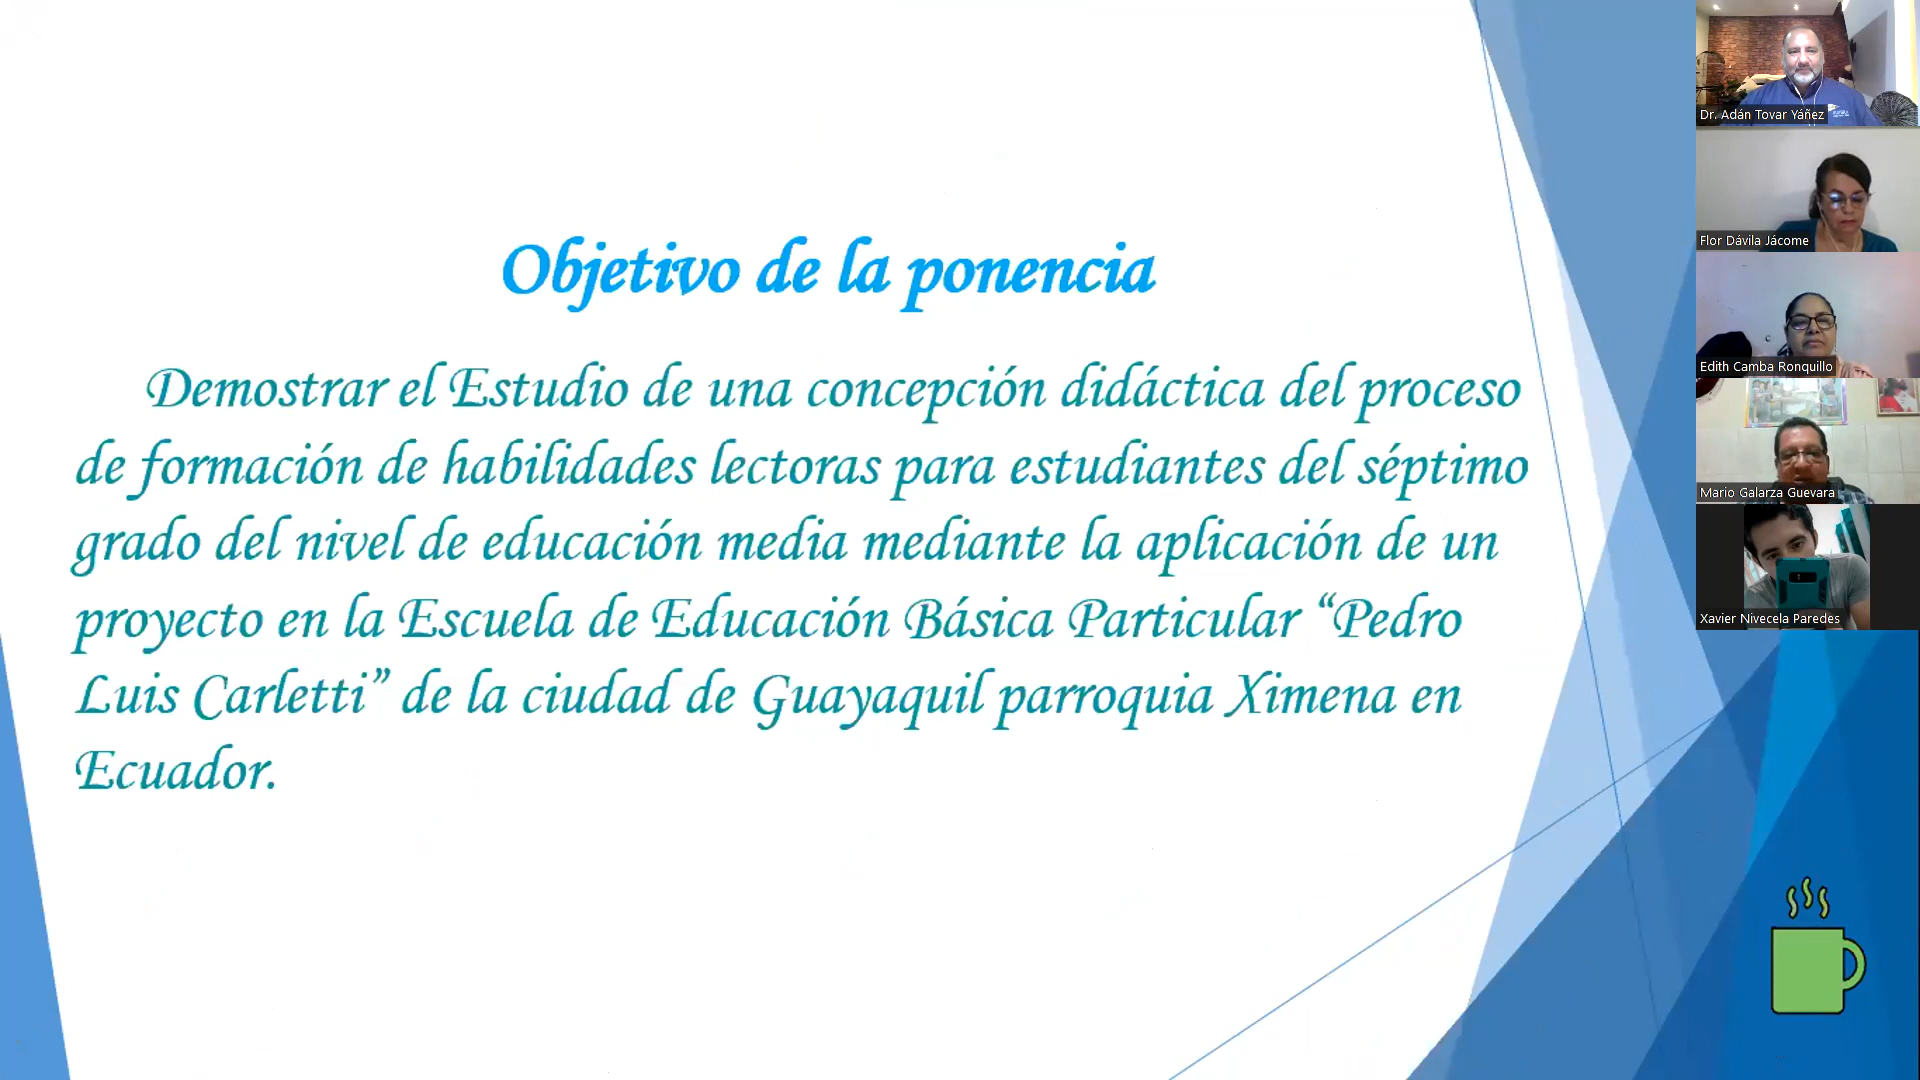 Objetivo de la ponencia
Demostrar el Estudio de una concepción didáctica del proceso
de formación de habilidades lectoras para estudiantes del séptimo
grado del nivel de educación media mediante la aplicación de un
proyecto en la Escuela de Educación Básica Particular “Pedro
Luis Carletti” de la ciudad de Guayaquil parroquia Ximena en
Ecuador.
Dr. Adán Tovar Yáñez
Flor Dávila Jácome
Edith Camba Ronquillo
Mario Galarza Guevara
Xavier Nivecela Paredes